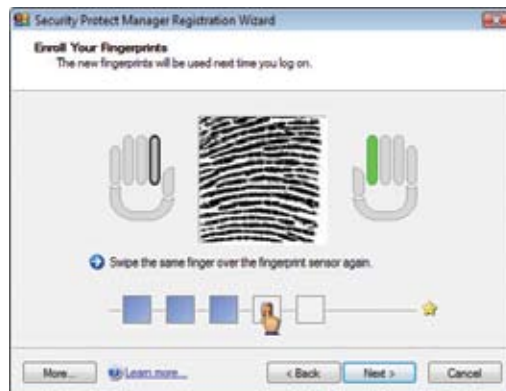 Security Protect Manager Registration Wizard
Enroll Your Fingerprints
The new fingerprints will be used next time you log on.
Swipe the same finger over the fingerprint sensor again.
More... Learn more... < Back Next > Cancel